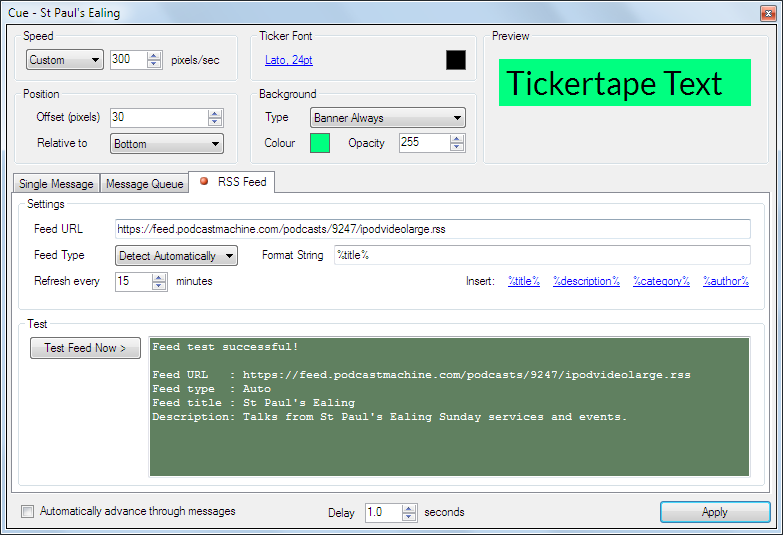 Cue - St Paul's Ealing
Speed
Custom 300 pixels/sec
Ticker Font
Lato, 24pt
Preview
Tickertape Text
Position
Offset (pixels) 30
Relative to Bottom
Background
Type Banner Always
Colour Opacity 255
Single Message Message Queue RSS Feed
Settings
Feed URL https://feed.podcastmachine.com/podcasts/9247/ipodvideolarge.rss
Feed Type Detect Automatically Format String %title%
Refresh every 15 minutes Insert: %title% %description% %category% %author%
Test
Test Feed Now >
Feed test successful!
Feed URL : https://feed.podcastmachine.com/podcasts/9247/ipodvideolarge.rss
Feed type : Auto
Feed title : St Paul's Ealing
Description: Talks from St Paul's Ealing Sunday services and events.
Automatically advance through messages Delay 1.0 seconds Apply